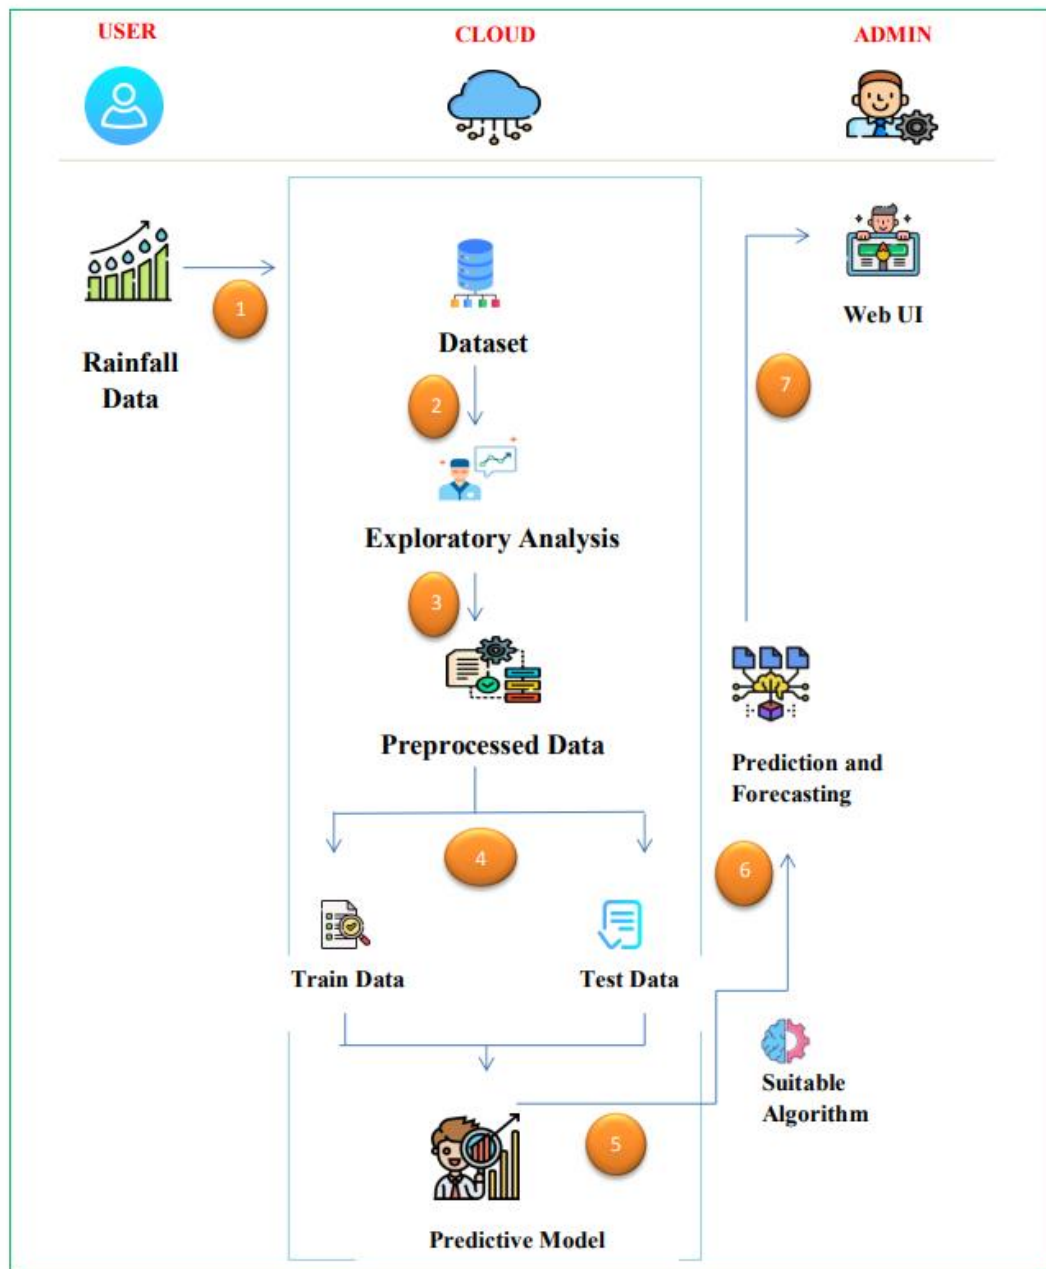 USER
CLOUD
ADMIN
1
Rainfall
Data
Dataset
2
Exploratory Analysis
3
Preprocessed Data
4
Train Data
Test Data
5
Predictive Model
Suitable
Algorithm
6
Prediction and
Forecasting
7
Web UI